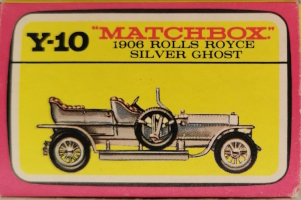 Y-10
"MATCHBOX"
1906 ROLLS ROYCE
SILVER GHOST